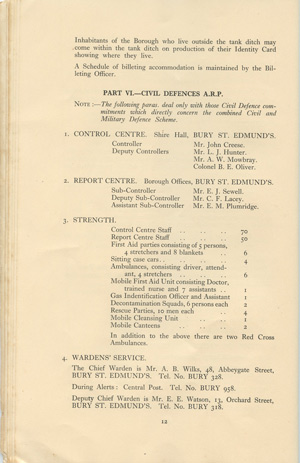 Inhabitants of the Borough who live outside the tank ditch may
come within the tank ditch on production of their Identity Card
showing where they live.
A Schedule of billeting accommodation is maintained by the Bil-
leting Officer.
PART VI.—CIVIL DEFENCES A.R.P.
NOTE :—The following paras. deal only with those Civil Defence com-
mitments which directly concern the combined Civil and
Military Defence Scheme.
1. CONTROL CENTRE. Shire Hall, BURY ST. EDMUND'S.
Controller Mr. John Creese.
Deputy Controllers Mr. L. J. Hunter.
Mr. A. W. Mowbray.
Colonel B. E. Oliver.
2. REPORT CENTRE. Borough Offices, BURY ST. EDMUND'S.
Sub-Controller Mr. E. J. Sewell.
Deputy Sub-Controller Mr. C. F. Lacey.
Assistant Sub-Controller Mr. E. M. Plumridge.
3. STRENGTH.
Control Centre Staff .. .. .. 70
Report Centre Staff .. .. .. 50
First Aid parties consisting of 5 persons,
4 stretchers and 8 blankets .. 6
Sitting case cars .. .. .. .. 4
Ambulances, consisting driver, attend-
ant, 4 stretchers .. .. .. 6
Mobile First Aid Unit consisting Doctor,
trained nurse and 7 assistants .. 1
Gas Indentification Officer and Assistant 1
Decontamination Squads, 6 persons each 2
Rescue Parties, 10 men each .. 4
Mobile Cleansing Unit .. .. 1
Mobile Canteens .. .. .. 2
In addition to the above there are two Red Cross
Ambulances.
4. WARDENS' SERVICE.
The Chief Warden is Mr. A. B. Wilks, 48, Abbeygate Street,
BURY ST. EDMUND'S. Tel. No. BURY 328.
During Alerts: Central Post. Tel. No. BURY 958.
Deputy Chief Warden is Mr. E. E. Watson, 13, Orchard Street,
BURY ST. EDMUND'S. Tel. No. BURY 318.
12